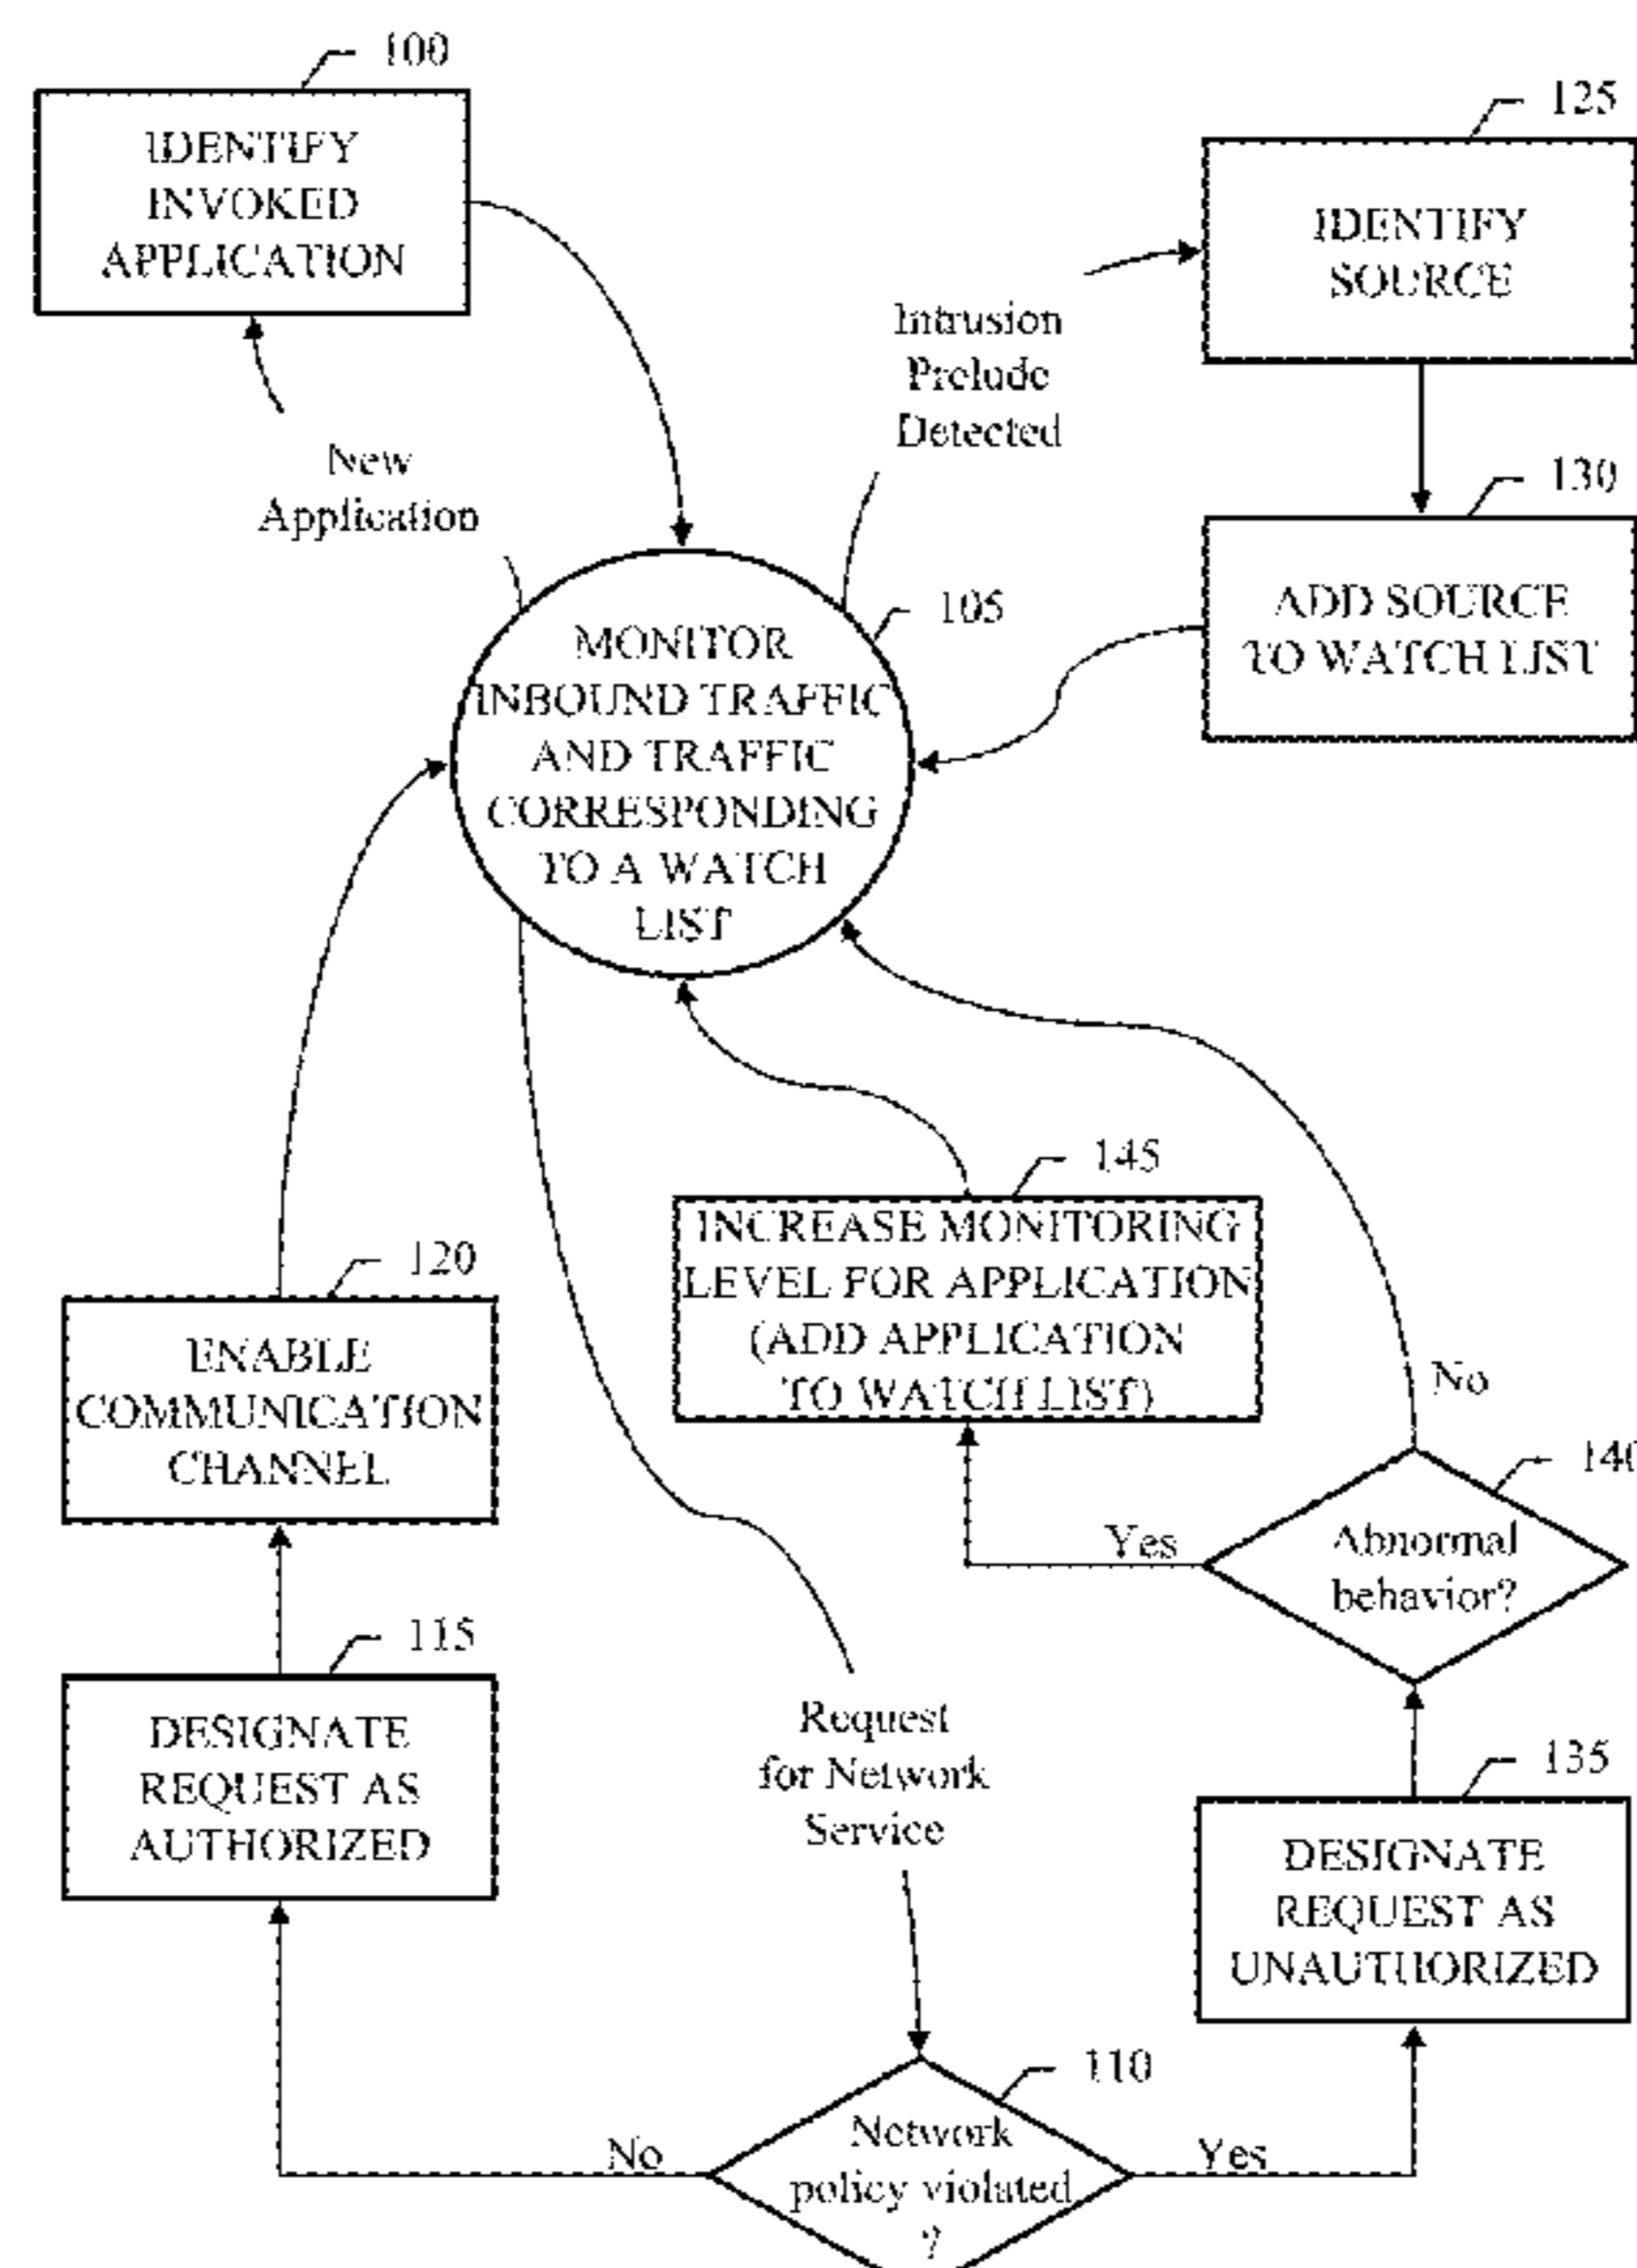 100
IDENTIFY
INVOKED
APPLICATION
125
IDENTIFY
SOURCE
Intrusion
Prelude
Detected
New
Application
130
ADD SOURCE
TO WATCH LIST
105
MONITOR
INBOUND TRAFFIC
AND TRAFFIC
CORRESPONDING
TO A WATCH
LIST
145
INCREASE MONITORING
LEVEL FOR APPLICATION
(ADD APPLICATION
TO WATCH LIST)
120
ENABLE
COMMUNICATION
CHANNEL
No
140
Abnormal
behavior?
Yes
115
DESIGNATE
REQUEST AS
AUTHORIZED
Request
for Network
Service
135
DESIGNATE
REQUEST AS
UNAUTHORIZED
110
Network
policy violated
?
No
Yes